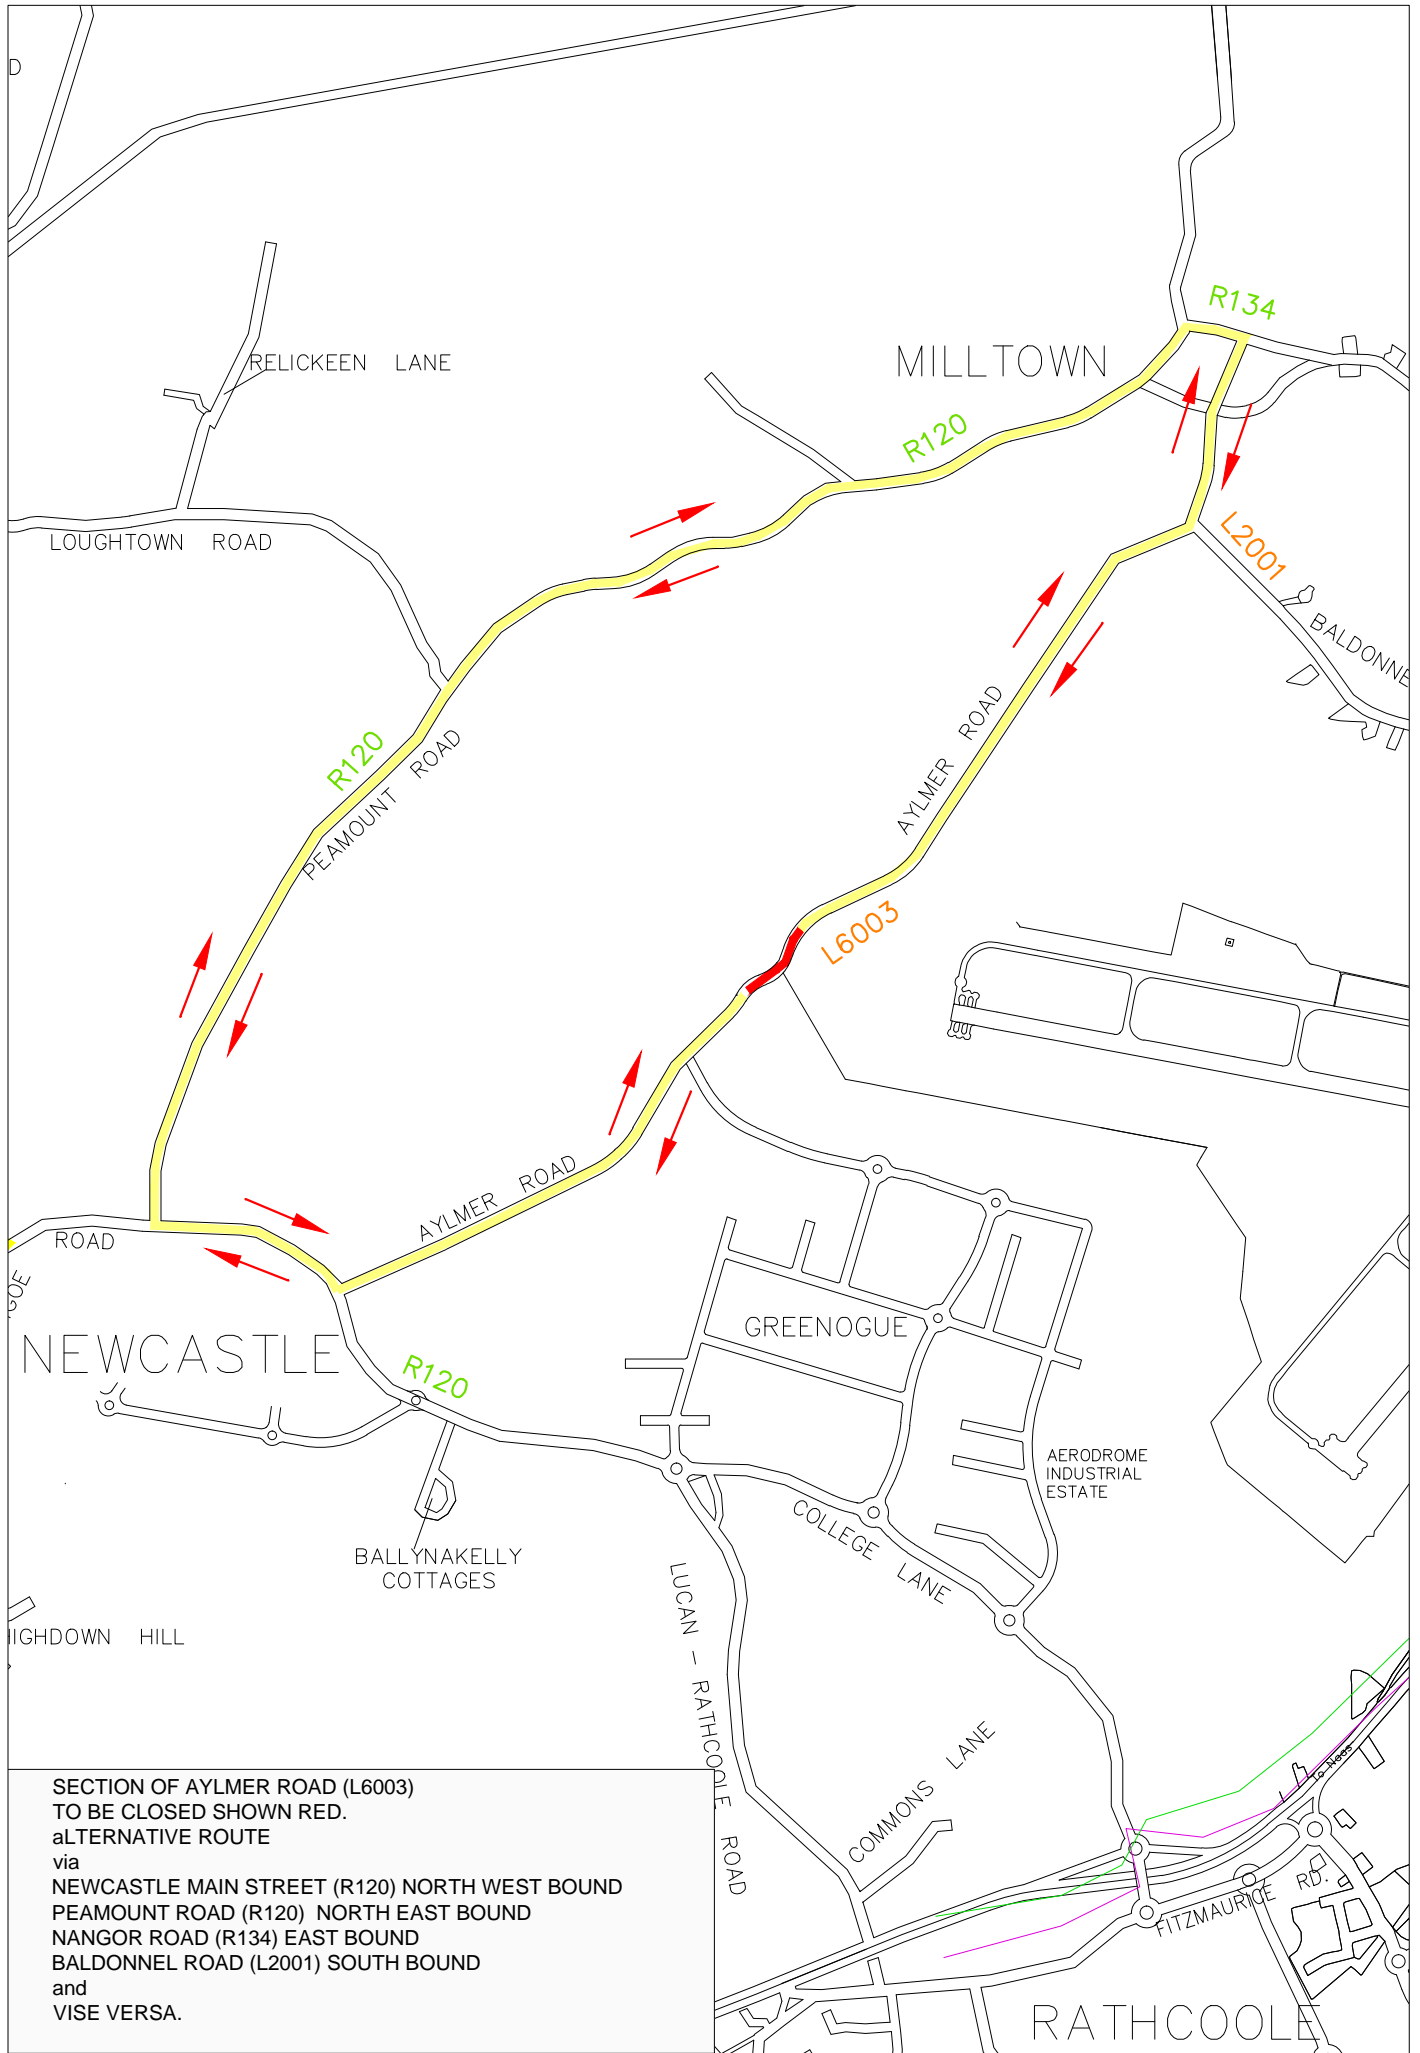 D
R134
MILLTOWN
RELICKEEN LANE
R120
LOUGHTOWN ROAD
L2001
BALDONNE
AYLMER ROAD
R120
PEAMOUNT ROAD
L6003
AYLMER ROAD
ROAD
GOE
NEWCASTLE
GREENOGUE
R120
AERODROME
INDUSTRIAL
ESTATE
COLLEGE LANE
BALLYNAKELLY
COTTAGES
LUCAN - RATHCOOLE ROAD
HIGHDOWN HILL
COMMONS LANE
To Naas
FITZMAURICE RD.
RATHCOOLE
SECTION OF AYLMER ROAD (L6003)
TO BE CLOSED SHOWN RED.
aLTERNATIVE ROUTE
via
NEWCASTLE MAIN STREET (R120) NORTH WEST BOUND
PEAMOUNT ROAD (R120) NORTH EAST BOUND
NANGOR ROAD (R134) EAST BOUND
BALDONNEL ROAD (L2001) SOUTH BOUND
and
VISE VERSA.